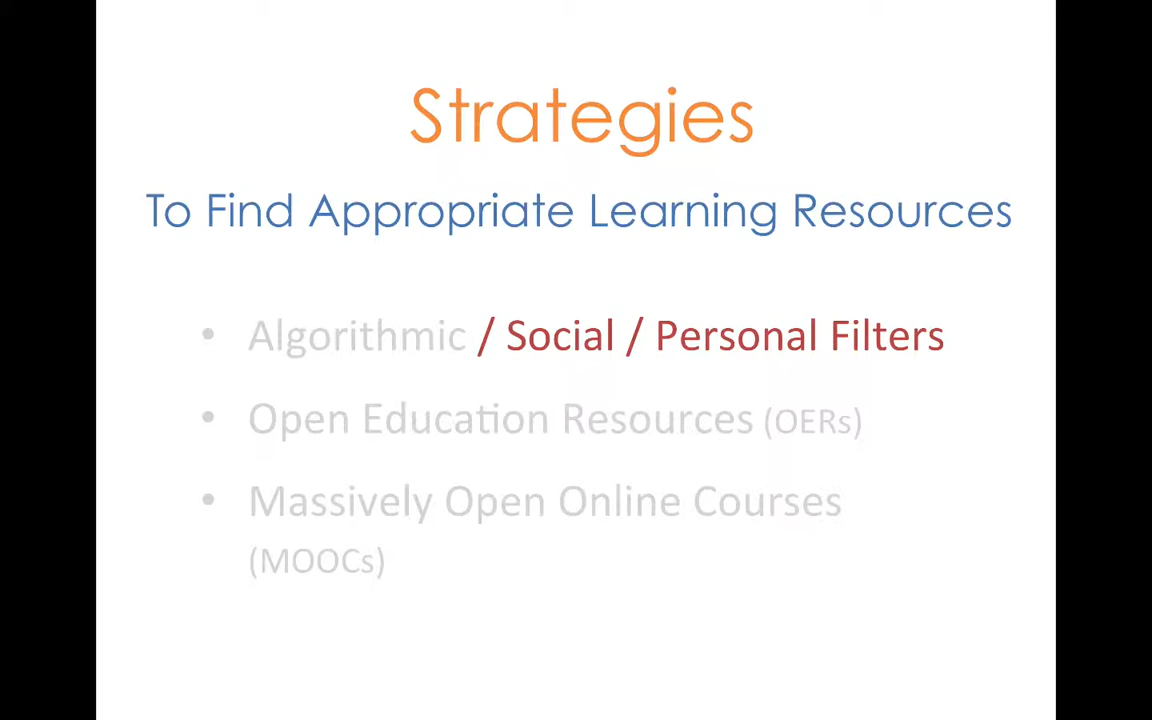 Strategies
To Find Appropriate Learning Resources
• Algorithmic / Social / Personal Filters
• Open Education Resources (OERs)
• Massively Open Online Courses
(MOOCs)